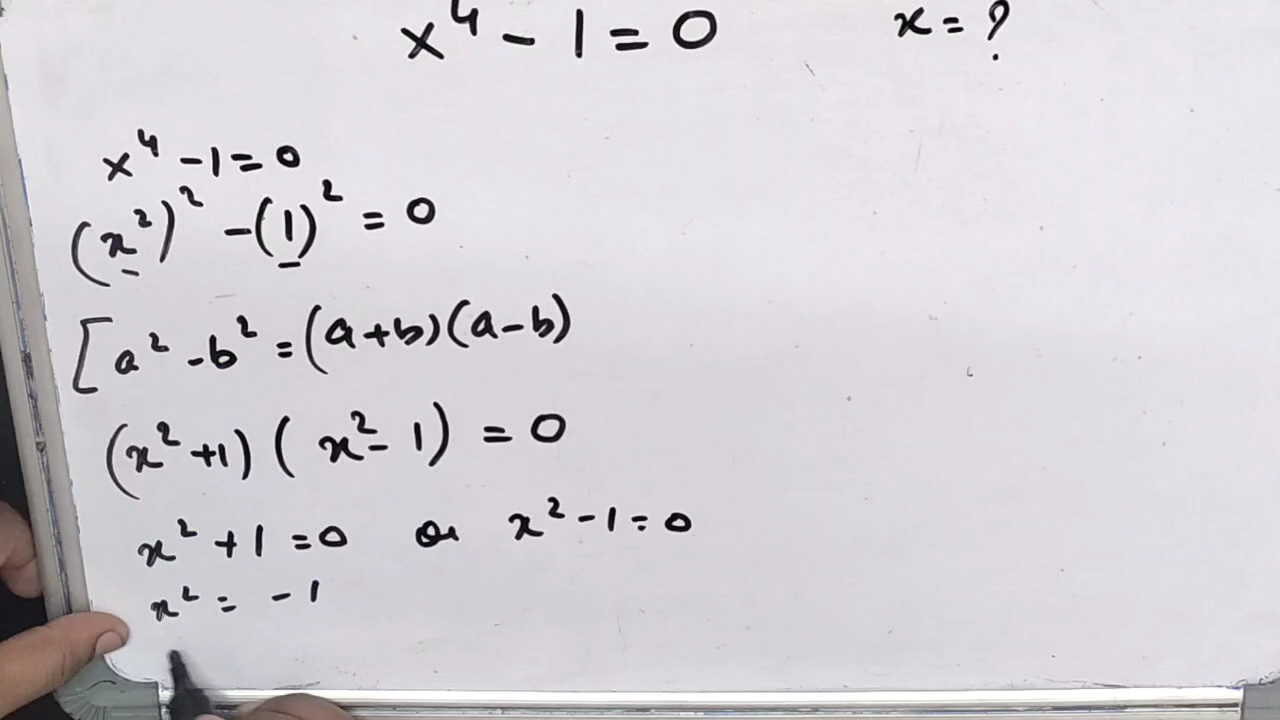 x⁴ - 1 = 0 x = ?
x⁴ - 1 = 0
(x²)² - (1)² = 0
[a² - b² = (a+b)(a-b)
(x² + 1)(x² - 1) = 0
x² + 1 = 0 or x² - 1 = 0
x² = -1